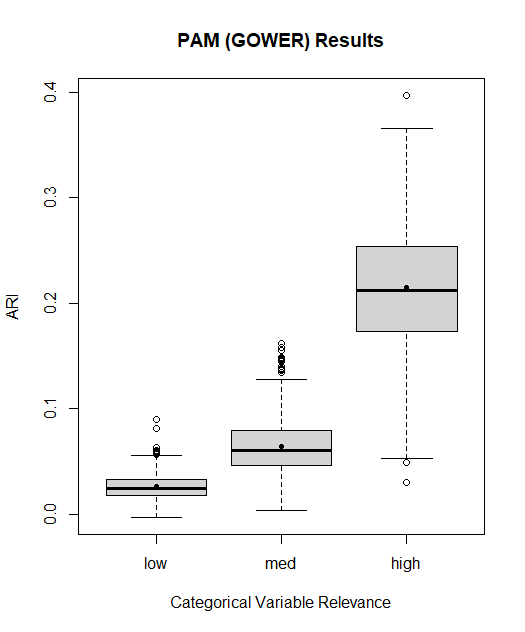 PAM (GOWER) Results
0.4
0.3
0.2
0.1
0.0
ARI
low med high
Categorical Variable Relevance